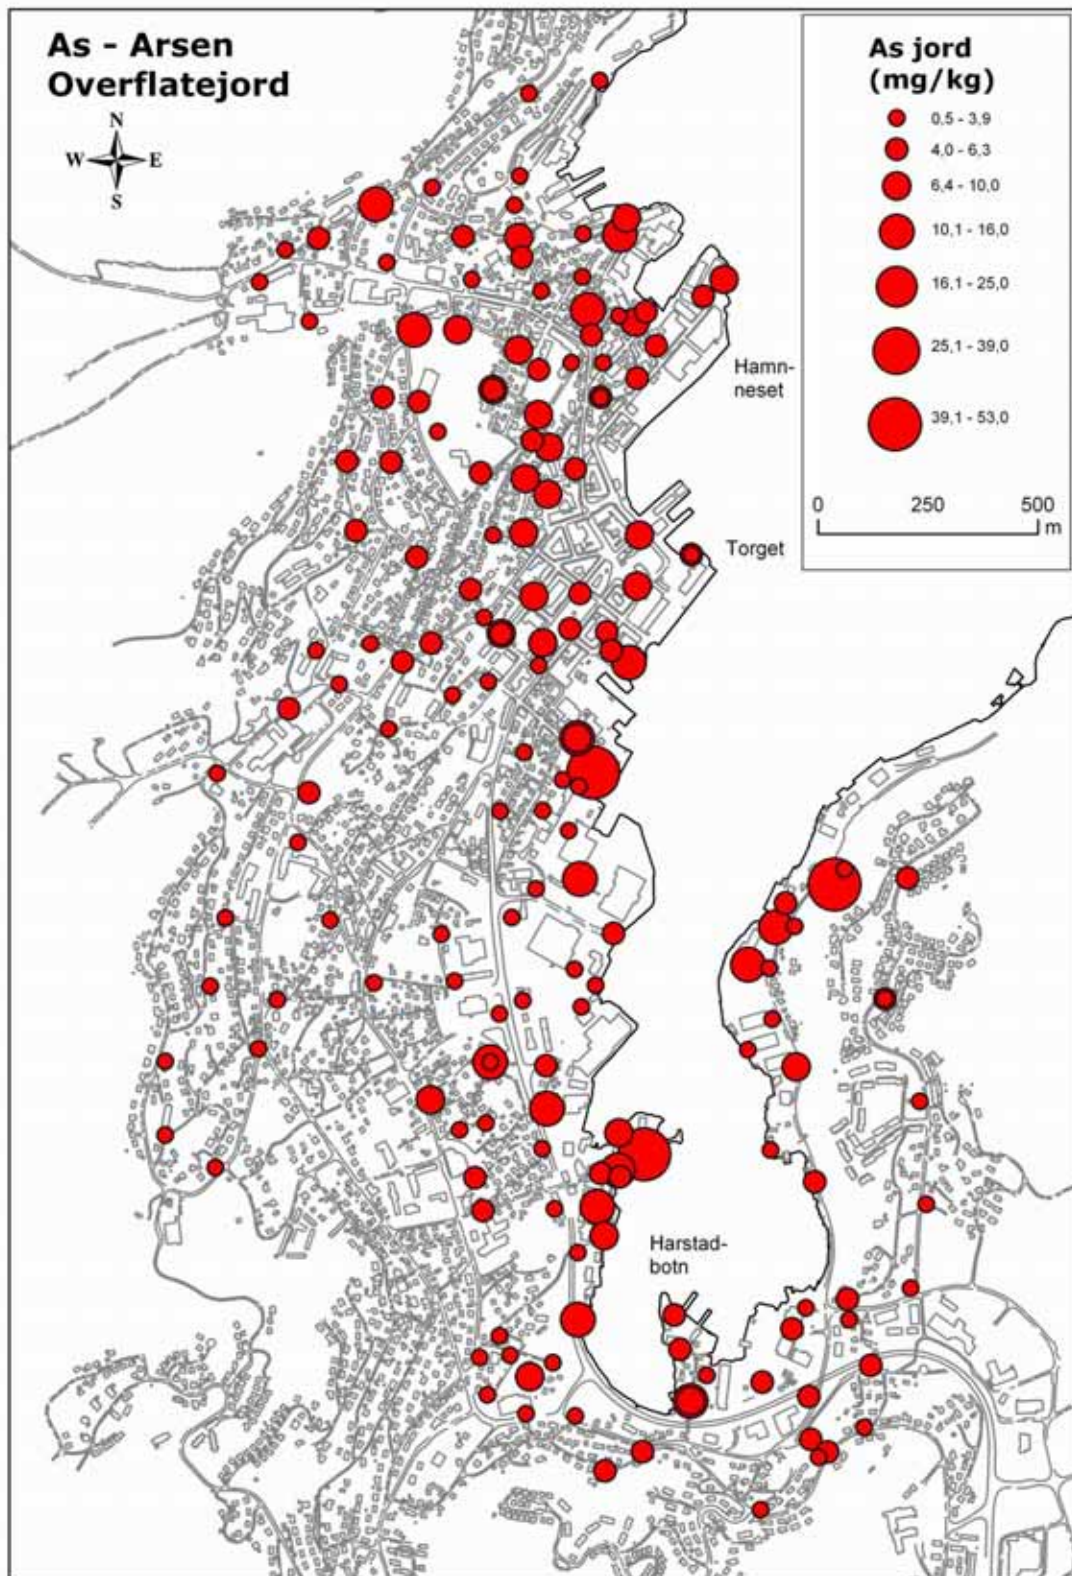 As - Arsen
Overflatejord
N
W E
S
As jord
(mg/kg)
0,5 - 3,9
4,0 - 6,3
6,4 - 10,0
10,1 - 16,0
16,1 - 25,0
25,1 - 39,0
39,1 - 53,0
0 250 500
m
Hamn-
neset
Torget
Harstad-
botn